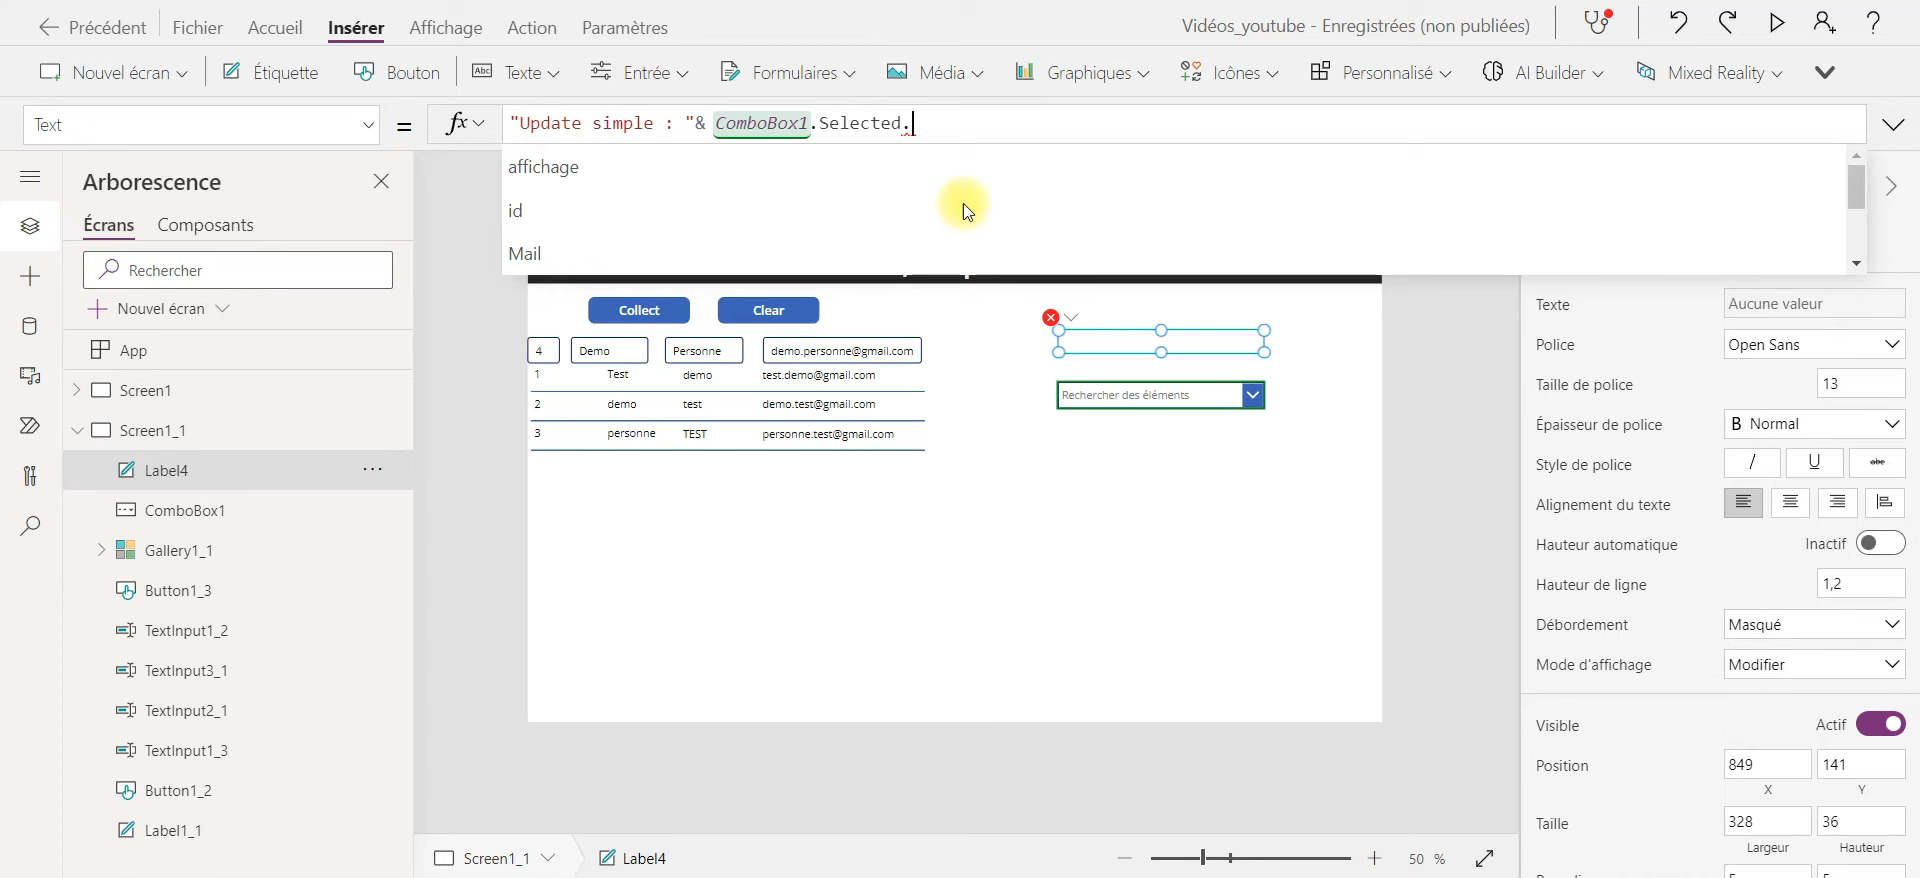 Précédent Fichier Accueil Insérer Affichage Action Paramètres Vidéos_youtube - Enregistrées (non publiées)
Nouvel écran Étiquette Bouton Abc Texte Entrée Formulaires Média Graphiques Icônes Personnalisé AI Builder Mixed Reality
Text = fx "Update simple : "& ComboBox1.Selected.
affichage
id
Mail
Arborescence
Écrans Composants
Rechercher
Nouvel écran
App
Screen1
Screen1_1
Label4 ...
ComboBox1
Gallery1_1
Button1_3
TextInput1_2
TextInput3_1
TextInput2_1
TextInput1_3
Button1_2
Label1_1
Collect Clear
4 Demo Personne demo.personne@gmail.com
1 Test demo test.demo@gmail.com
2 demo test demo.test@gmail.com
3 personne TEST personne.test@gmail.com
Rechercher des éléments
Texte Aucune valeur
Police Open Sans
Taille de police 13
Épaisseur de police B Normal
Style de police / U abc
Alignement du texte
Hauteur automatique Inactif
Hauteur de ligne 1,2
Débordement Masqué
Mode d'affichage Modifier
Visible Actif
Position 849 141
X Y
Taille 328 36
Largeur Hauteur
Screen1_1 Label4 50 %